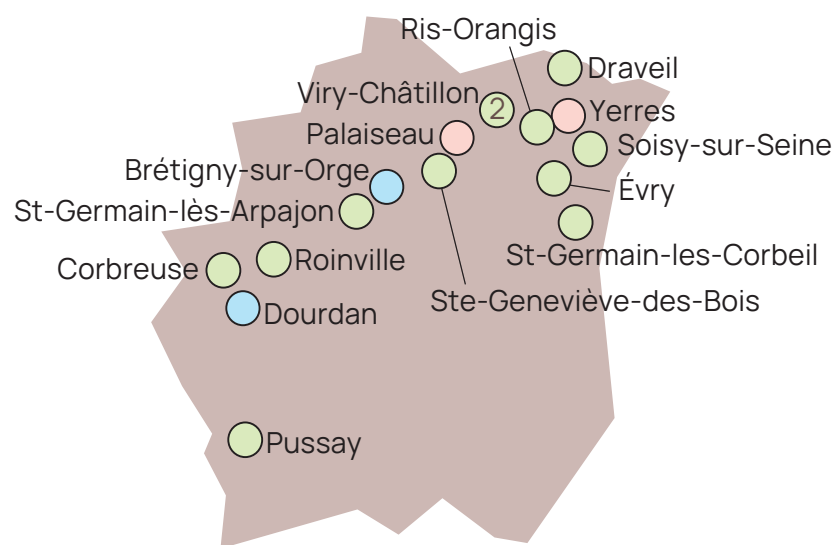 Ris-Orangis
Draveil
Viry-Châtillon
2
Yerres
Palaiseau
Soisy-sur-Seine
Brétigny-sur-Orge
Évry
St-Germain-lès-Arpajon
St-Germain-les-Corbeil
Roinville
Corbreuse
Ste-Geneviève-des-Bois
Dourdan
Pussay